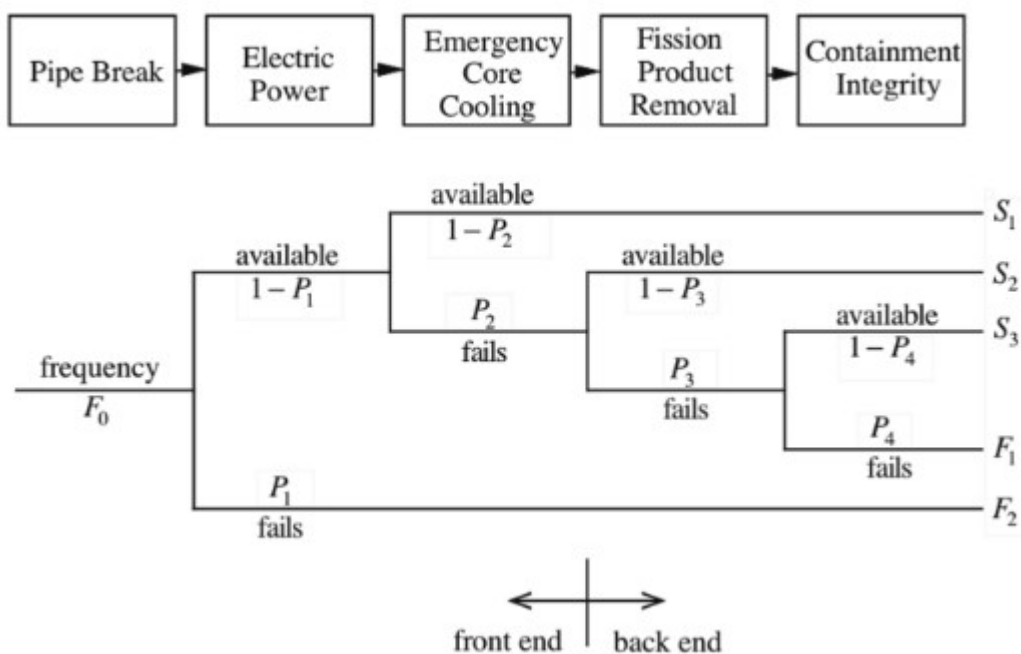 Pipe Break
Electric
Power
Emergency
Core
Cooling
Fission
Product
Removal
Containment
Integrity
available
1 − P₂
S₁
available
1 − P₁
available
1 − P₃
S₂
P₂
fails
available
1 − P₄
S₃
frequency
F₀
P₃
fails
P₄
fails
F₁
P₁
fails
F₂
front end
back end